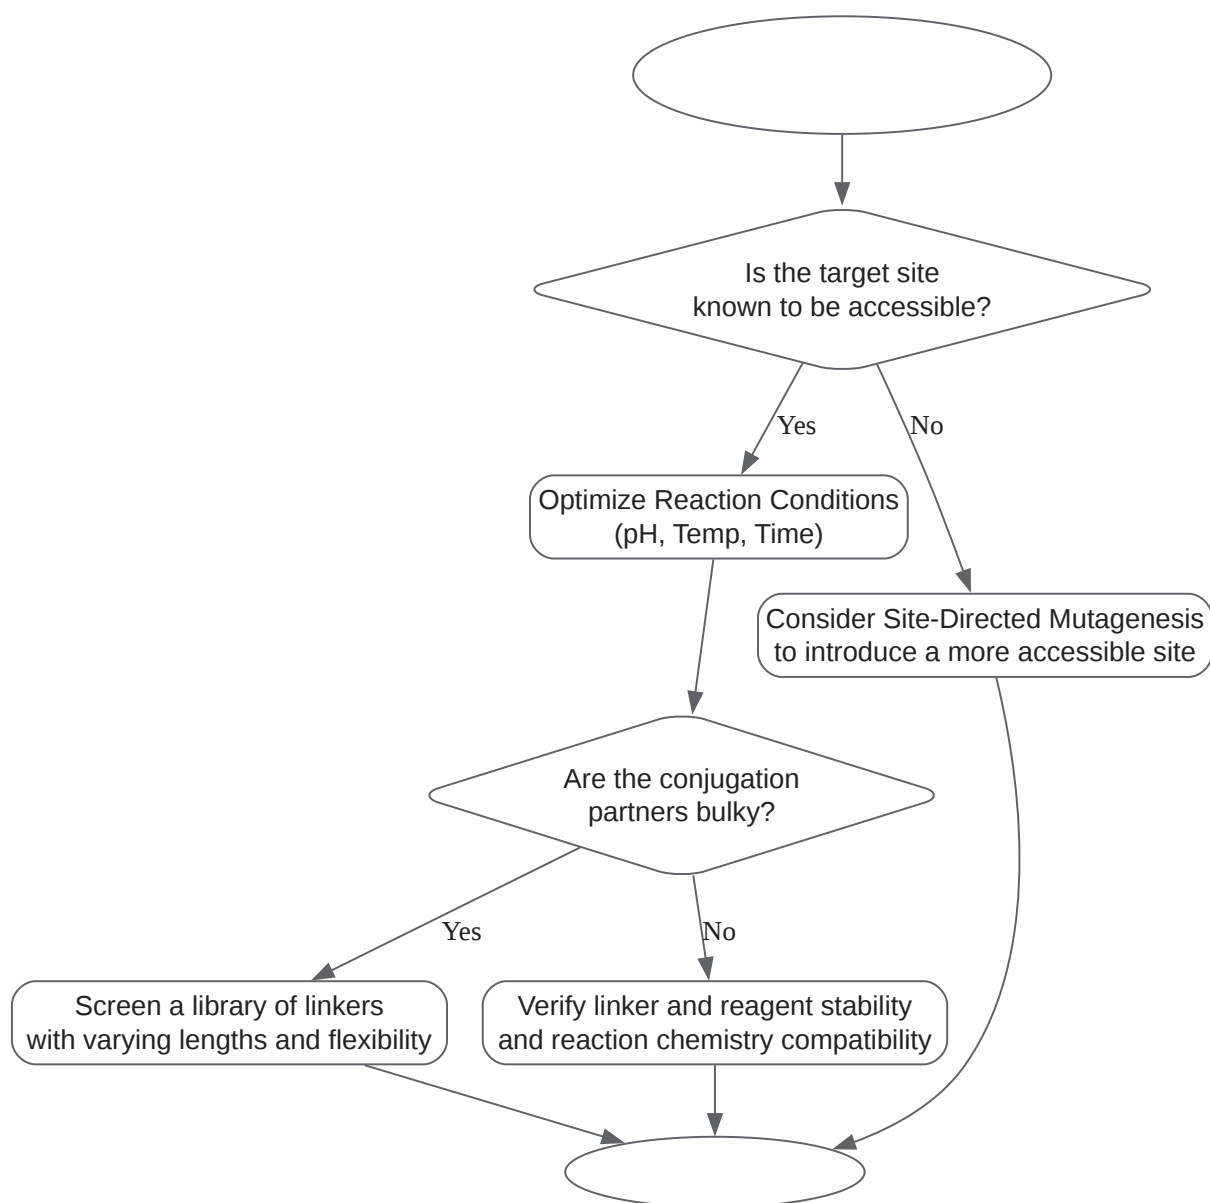 Is the target site
known to be accessible?
Yes
No
Optimize Reaction Conditions
(pH, Temp, Time)
Consider Site-Directed Mutagenesis
to introduce a more accessible site
Are the conjugation
partners bulky?
Yes
No
Screen a library of linkers
with varying lengths and flexibility
Verify linker and reagent stability
and reaction chemistry compatibility